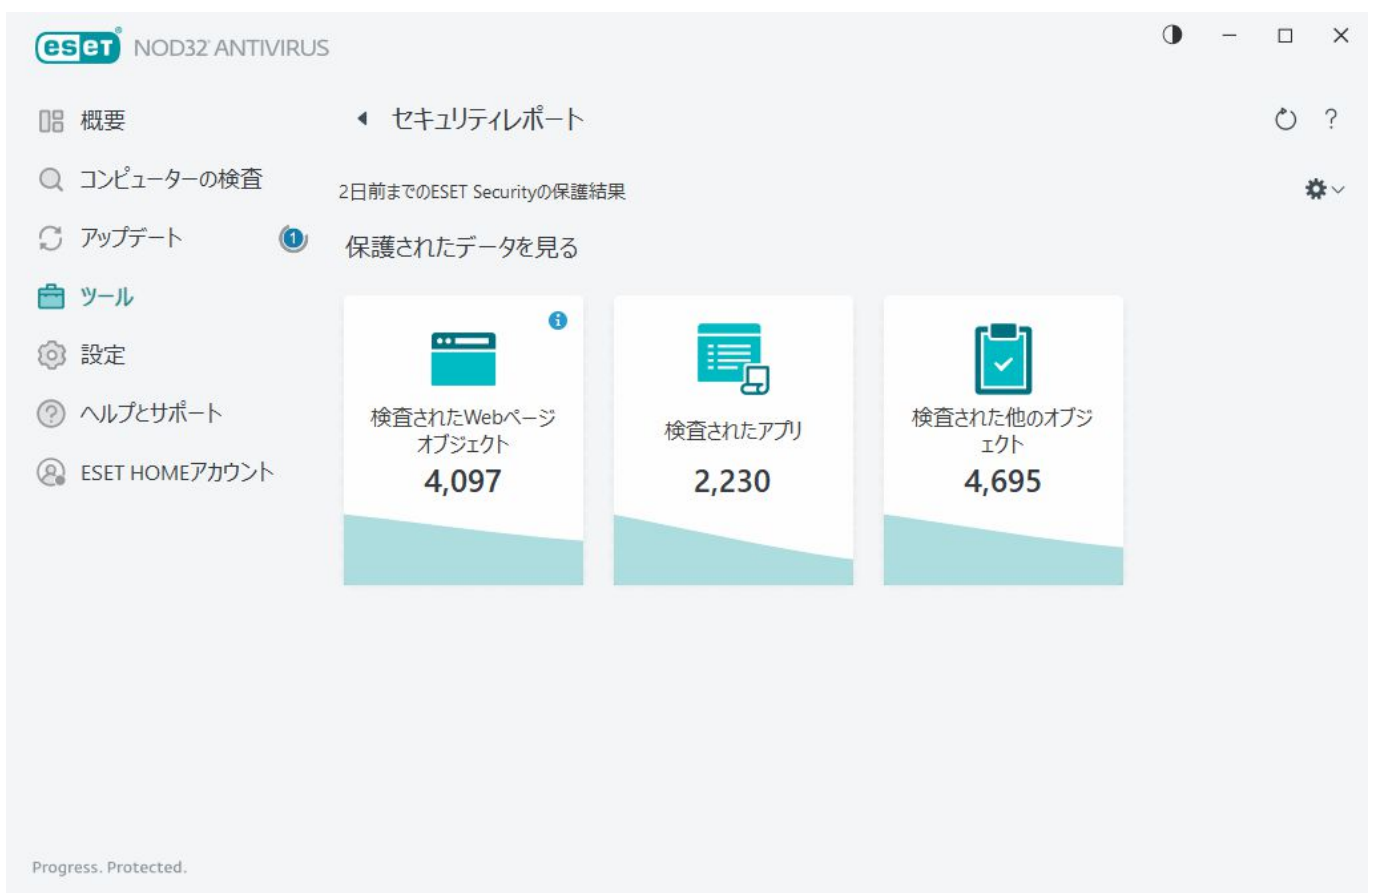 eset® NOD32 ANTIVIRUS
概要
コンピューターの検査
アップデート 1
ツール
設定
ヘルプとサポート
ESET HOMEアカウント
セキュリティレポート
?
2日前までのESET Securityの保護結果
保護されたデータを見る
検査されたWebページ
オブジェクト
4,097
検査されたアプリ
2,230
検査された他のオブジ
ェクト
4,695
Progress. Protected.